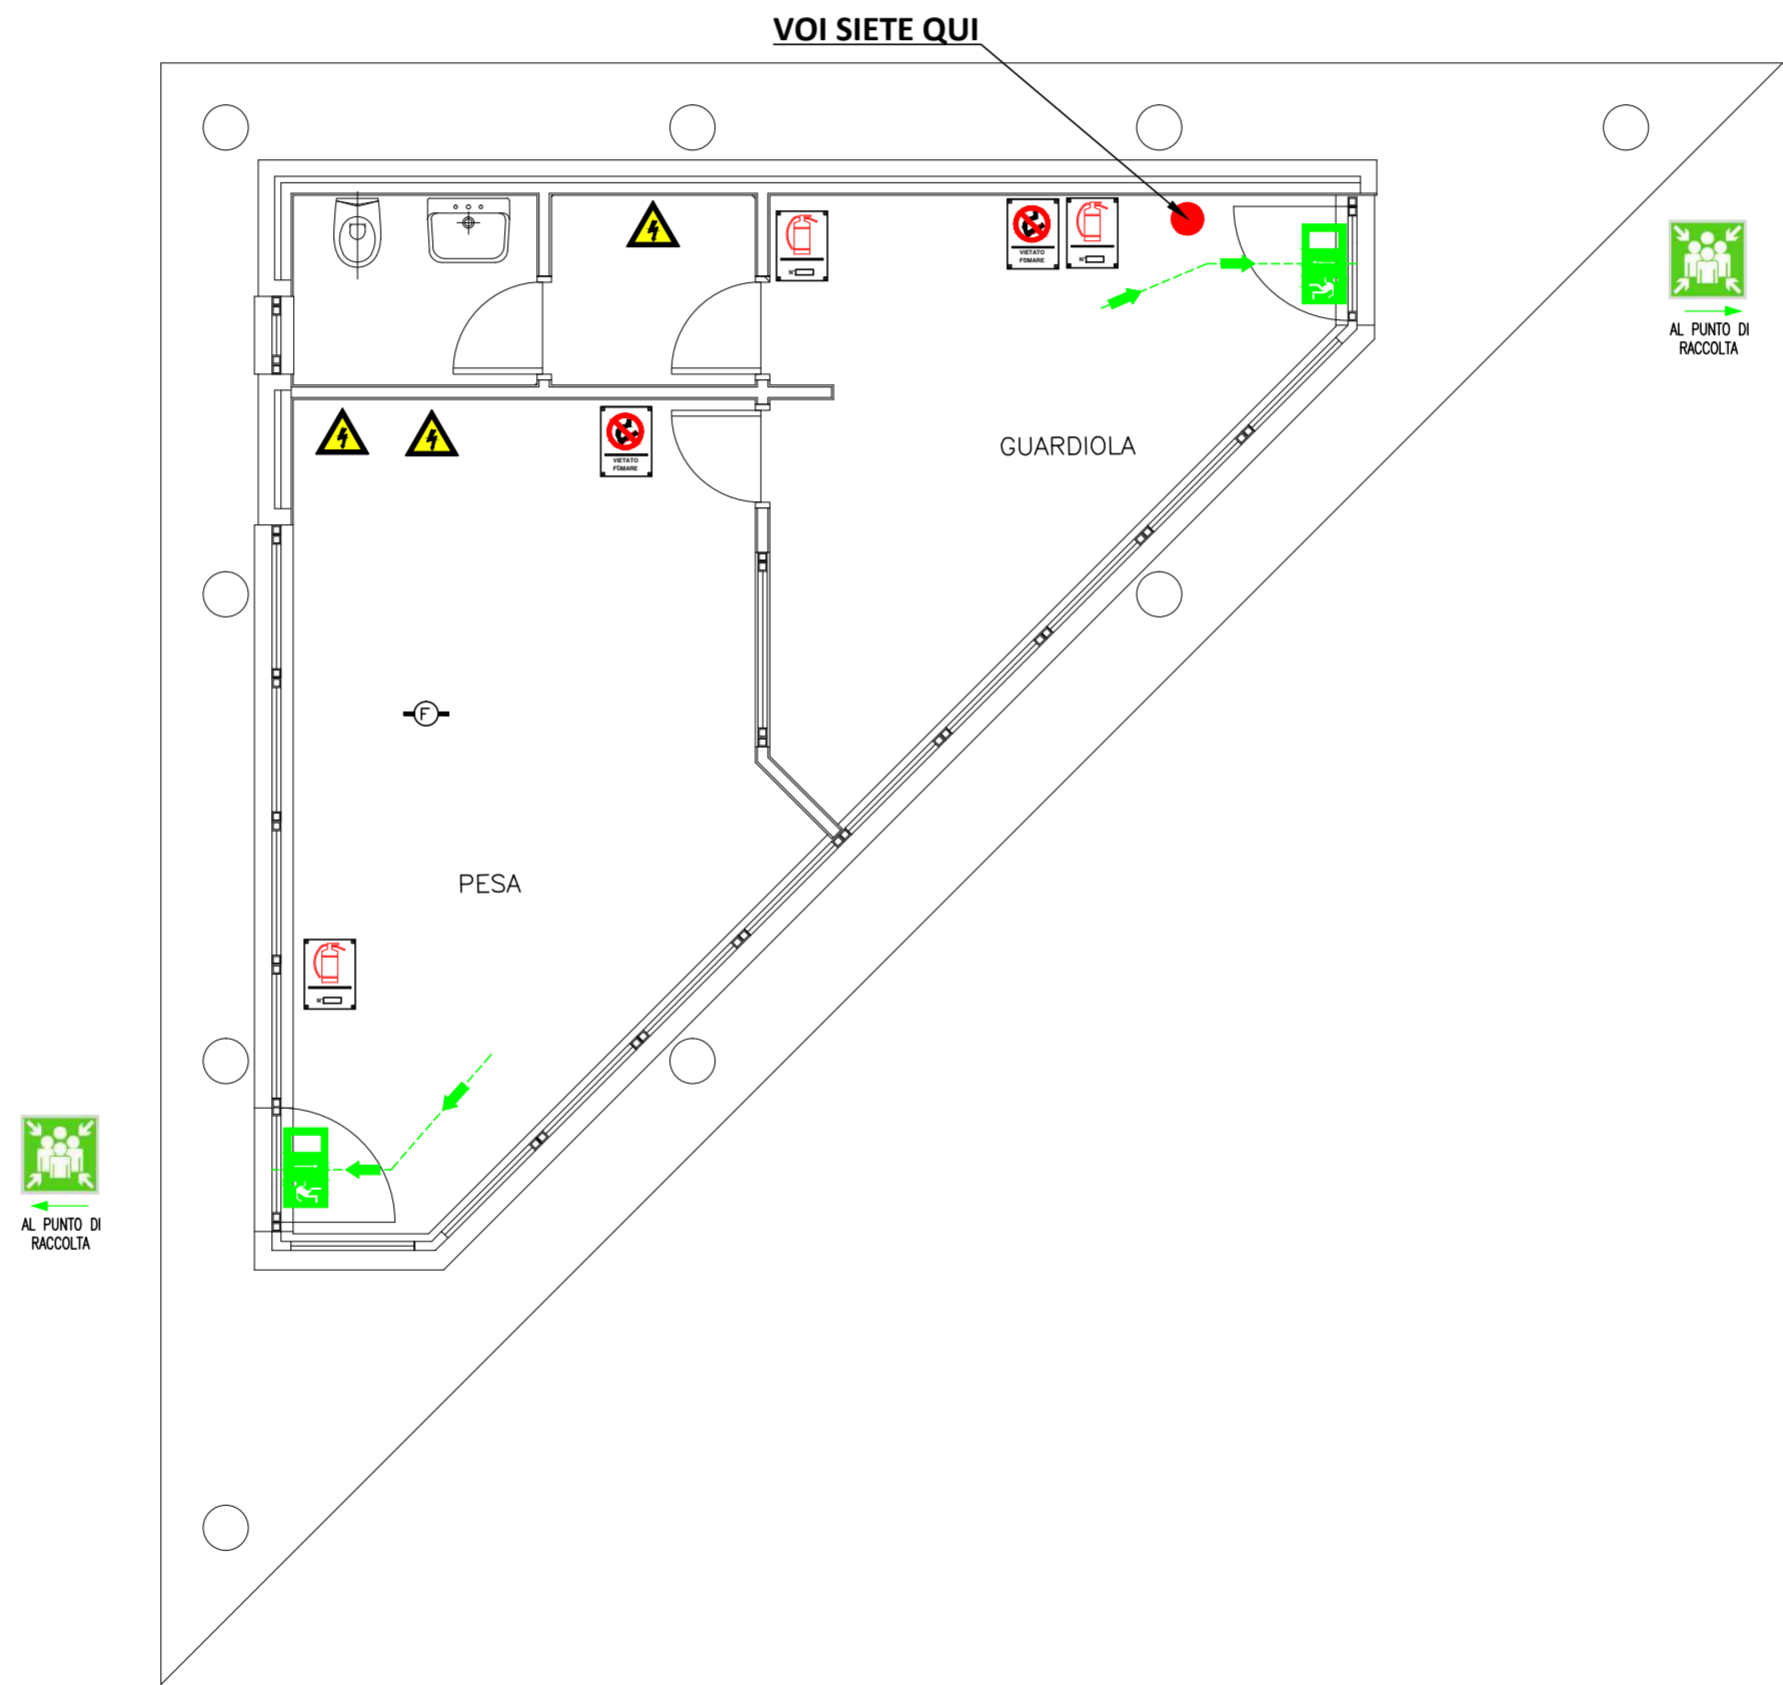 VOI SIETE QUI
N°
VIETATO
FUMARE
N°
AL PUNTO DI
RACCOLTA
VIETATO
FUMARE
GUARDIOLA
F
PESA
N°
AL PUNTO DI
RACCOLTA